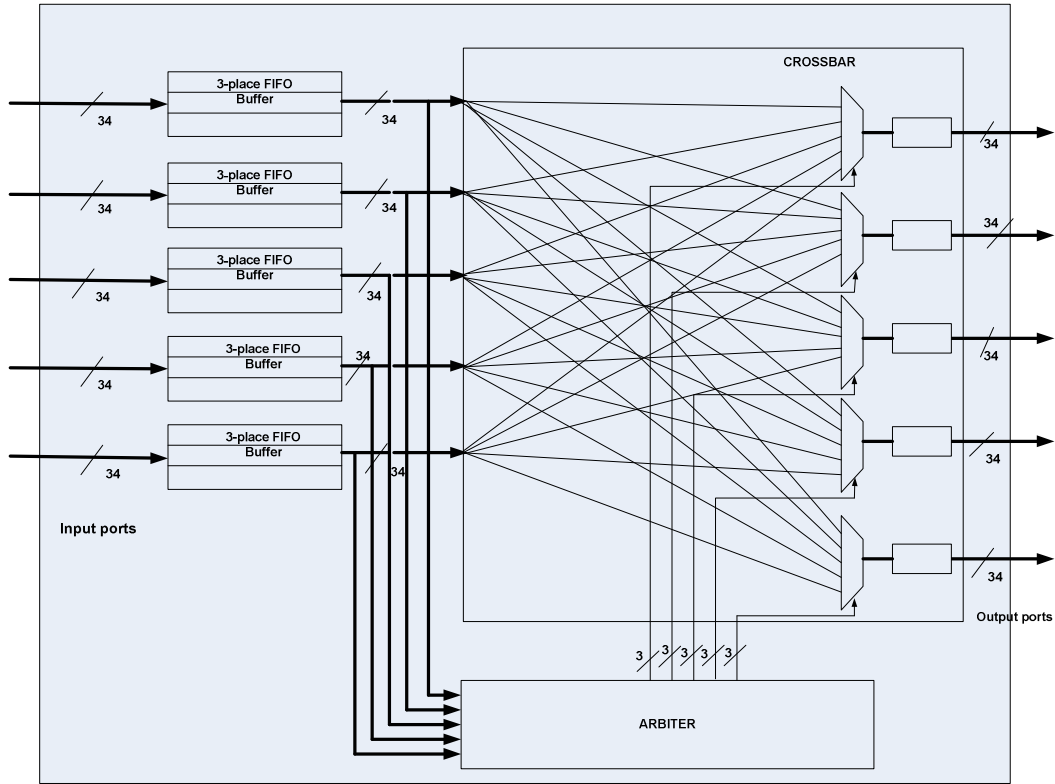 CROSSBAR
3-place FIFO
Buffer
34
34
34
3-place FIFO
Buffer
34
34
34
3-place FIFO
Buffer
34
34
34
3-place FIFO
Buffer
34
34
34
3-place FIFO
Buffer
34
34
34
Input ports
Output ports
3
3
3
3
3
ARBITER